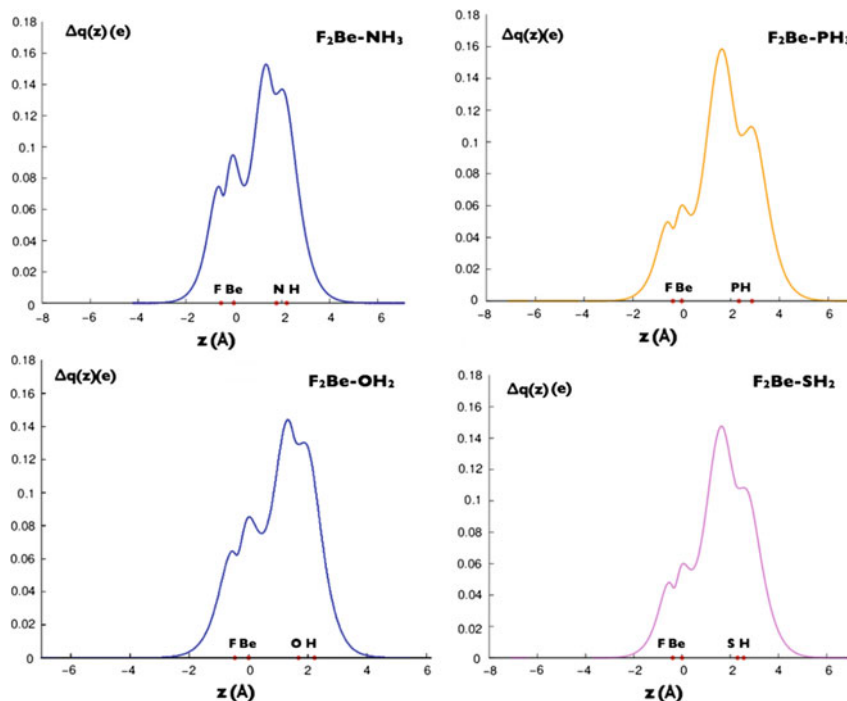 0.18
Δq(z) (e)
F₂Be-NH₃
0.16
0.14
0.12
0.1
0.08
0.06
0.04
0.02
F Be N H
0
−8 −6 −4 −2 0 2 4 6
z (Å)
0.18
Δq(z)(e)
F₂Be-PH₃
0.16
0.14
0.12
0.1
0.08
0.06
0.04
0.02
F Be PH
0
−8 −6 −4 −2 0 2 4 6
z (Å)
0.18
Δq(z)(e)
F₂Be-OH₂
0.16
0.14
0.12
0.1
0.08
0.06
0.04
0.02
F Be O H
0
−6 −4 −2 0 2 4 6
z (Å)
0.18
Δq(z) (e)
F₂Be-SH₂
0.16
0.14
0.12
0.1
0.08
0.06
0.04
0.02
F Be S H
0
−8 −6 −4 −2 0 2 4 6
z (Å)